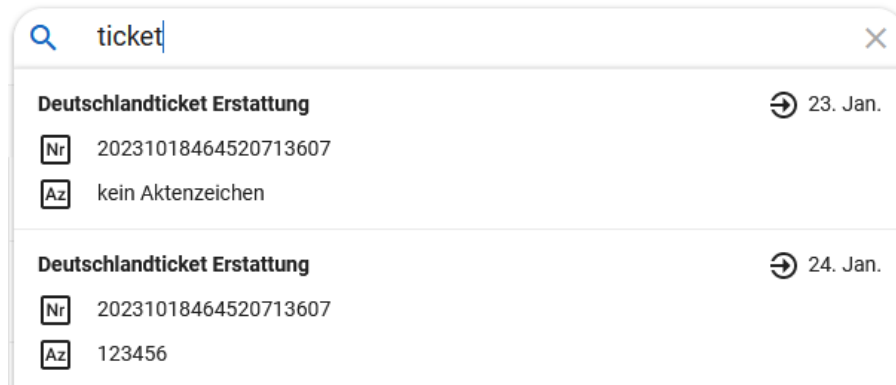 ticket
Deutschlandticket Erstattung 23. Jan.
Nr 20231018464520713607
Az kein Aktenzeichen
Deutschlandticket Erstattung 24. Jan.
Nr 20231018464520713607
Az 123456